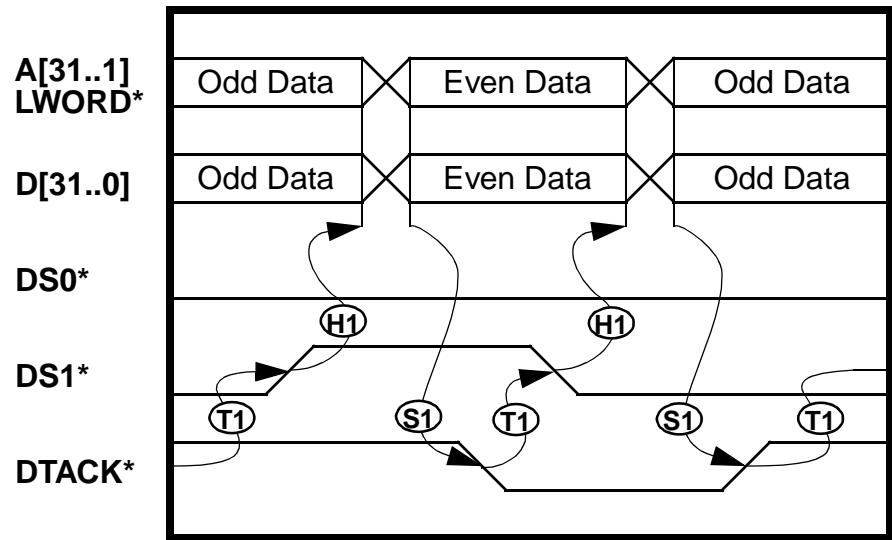 A[31..1]
LWORD*
Odd Data
Even Data
Odd Data
D[31..0]
Odd Data
Even Data
Odd Data
DS0*
H1
H1
DS1*
T1
S1
T1
S1
T1
DTACK*